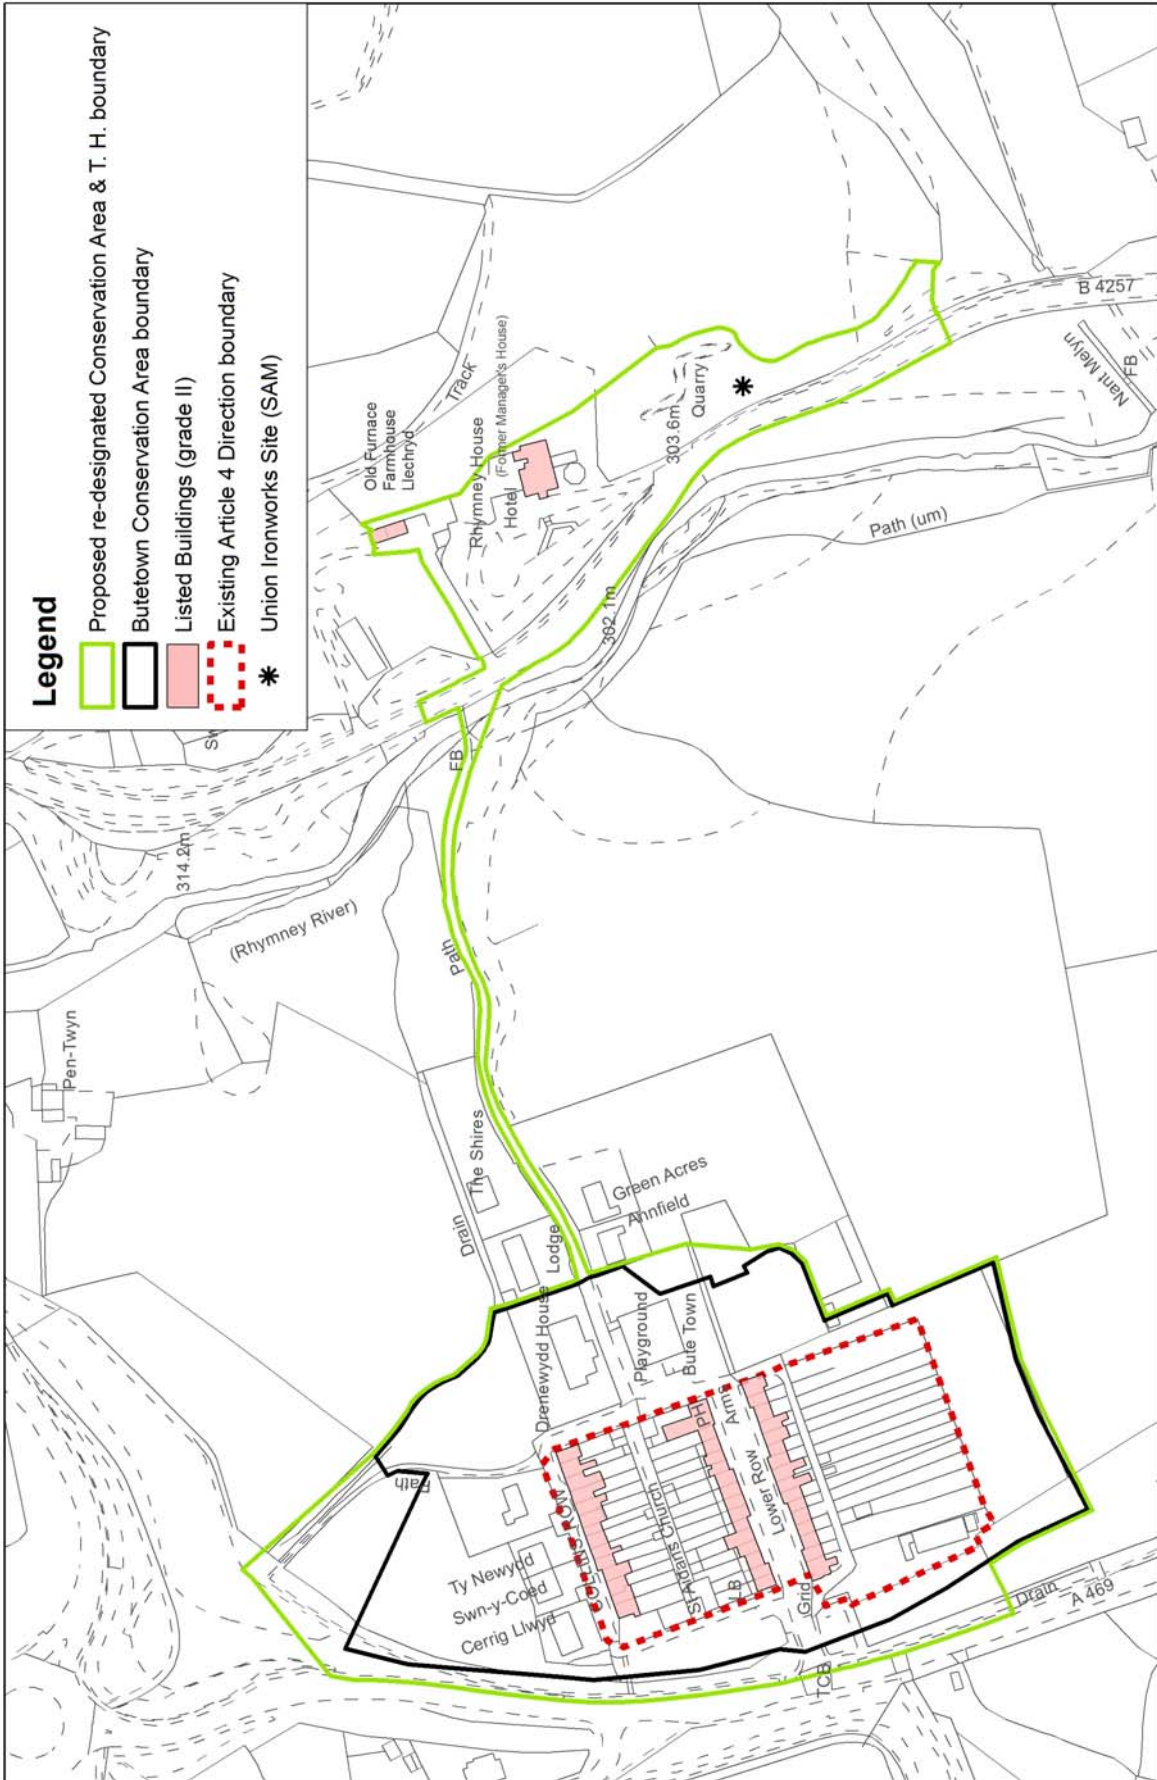 Legend
Proposed re-designated Conservation Area & T. H. boundary
Butetown Conservation Area boundary
Listed Buildings (grade II)
Existing Article 4 Direction boundary
Union Ironworks Site (SAM)
Pen-Twyn
314.2m
(Rhymney River)
Sw
FB
Path
Old Furnace
Farmhouse
Llechryd
Track
Rhymney House
Hotel
(Former Manager's House)
303.6m
Quarry
302.1m
Path (um)
B 4257
Nant Melyn
FB
Drain
The Shires
Lodge
Green Acres
Annfield
Drenewydd House
Playground
Bute Town
Arms
PH
Path
Ty Newydd
Swn-y-Coed
Cerrig Llwyd
COLLINS ROW
St Aidans Church
LB
Lower Row
Grid
TCB
Drain
A 469